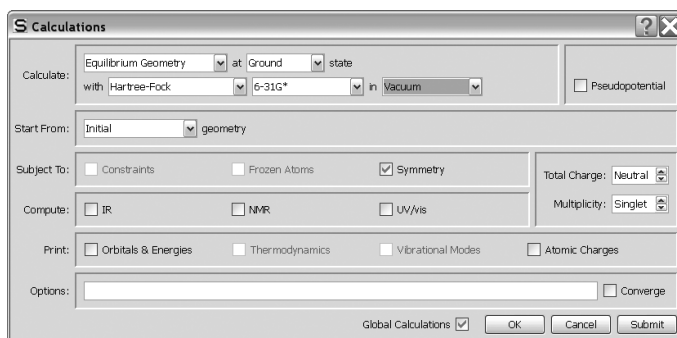 S Calculations
Calculate: Equilibrium Geometry at Ground state
with Hartree-Fock 6-31G* in Vacuum
Pseudopotential
Start From: Initial geometry
Subject To: Constraints Frozen Atoms Symmetry
Total Charge: Neutral
Compute: IR NMR UV/vis
Multiplicity: Singlet
Print: Orbitals & Energies Thermodynamics Vibrational Modes Atomic Charges
Options: Converge
Global Calculations OK Cancel Submit